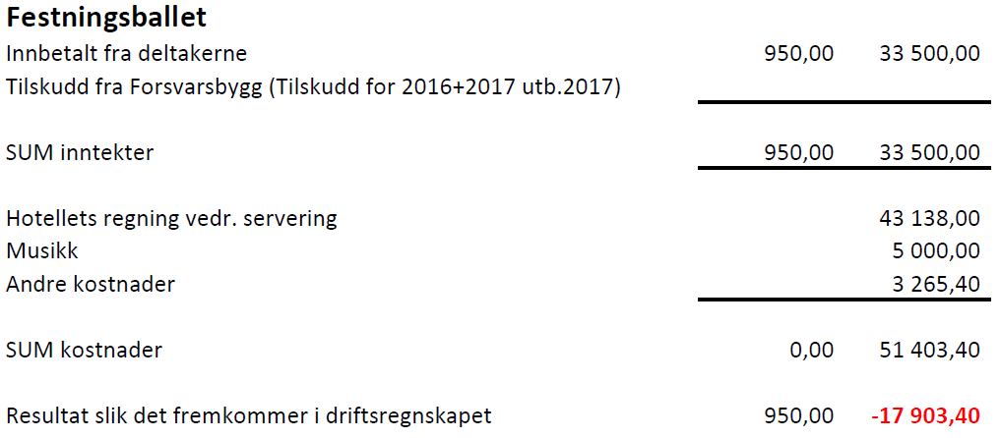 Festningsballet
Innbetalt fra deltakerne 950,00 33 500,00
Tilskudd fra Forsvarsbygg (Tilskudd for 2016+2017 utb.2017)
SUM inntekter 950,00 33 500,00
Hotellets regning vedr. servering 43 138,00
Musikk 5 000,00
Andre kostnader 3 265,40
SUM kostnader 0,00 51 403,40
Resultat slik det fremkommer i driftsregnskapet 950,00 -17 903,40